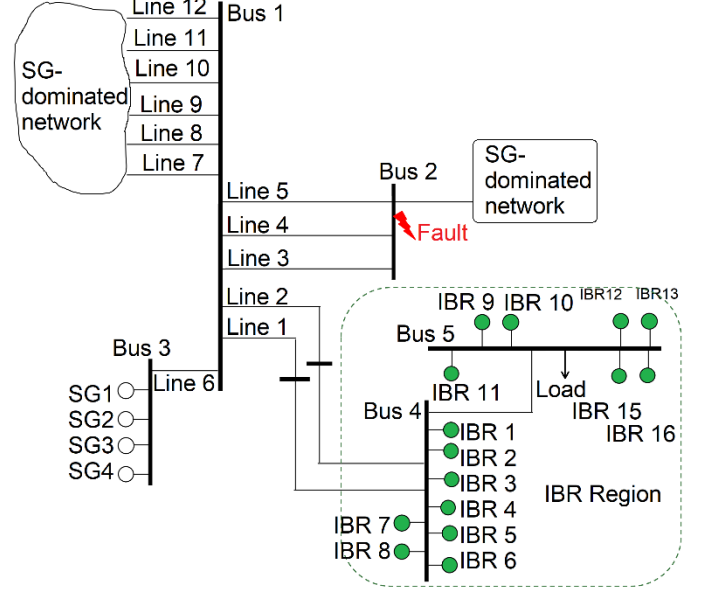 Line 12
Bus 1
Line 11
SG-
dominated
network
Line 10
Line 9
Line 8
Line 7
SG-
dominated
network
Bus 2
Line 5
Fault
Line 4
Line 3
Line 2
Line 1
Bus 3
Line 6
SG1
SG2
SG3
SG4
IBR 9
IBR 10
IBR12
IBR13
Bus 5
IBR 11
Load
IBR 15
IBR 16
Bus 4
IBR 1
IBR 2
IBR 3
IBR 4
IBR 5
IBR 6
IBR 7
IBR 8
IBR Region